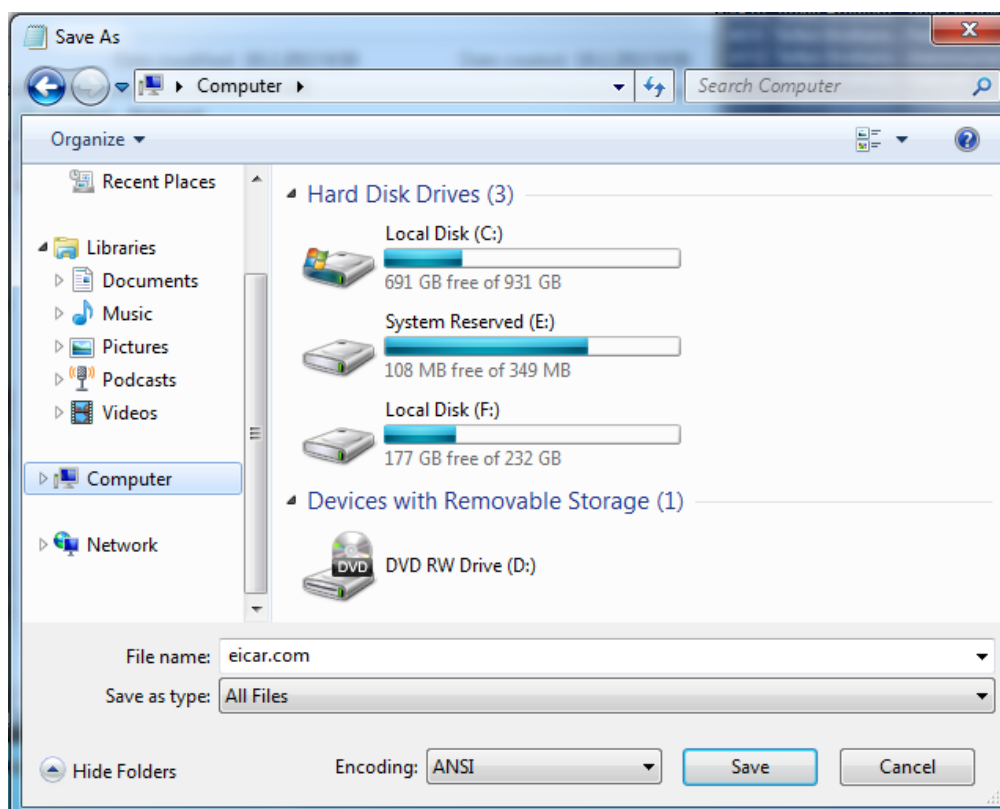 Save As
Computer
Search Computer
Organize
Recent Places
Libraries
Documents
Music
Pictures
Podcasts
Videos
Computer
Network
Hard Disk Drives (3)
Local Disk (C:)
691 GB free of 931 GB
System Reserved (E:)
108 MB free of 349 MB
Local Disk (F:)
177 GB free of 232 GB
Devices with Removable Storage (1)
DVD
DVD RW Drive (D:)
File name: eicar.com
Save as type: All Files
Hide Folders
Encoding: ANSI
Save
Cancel